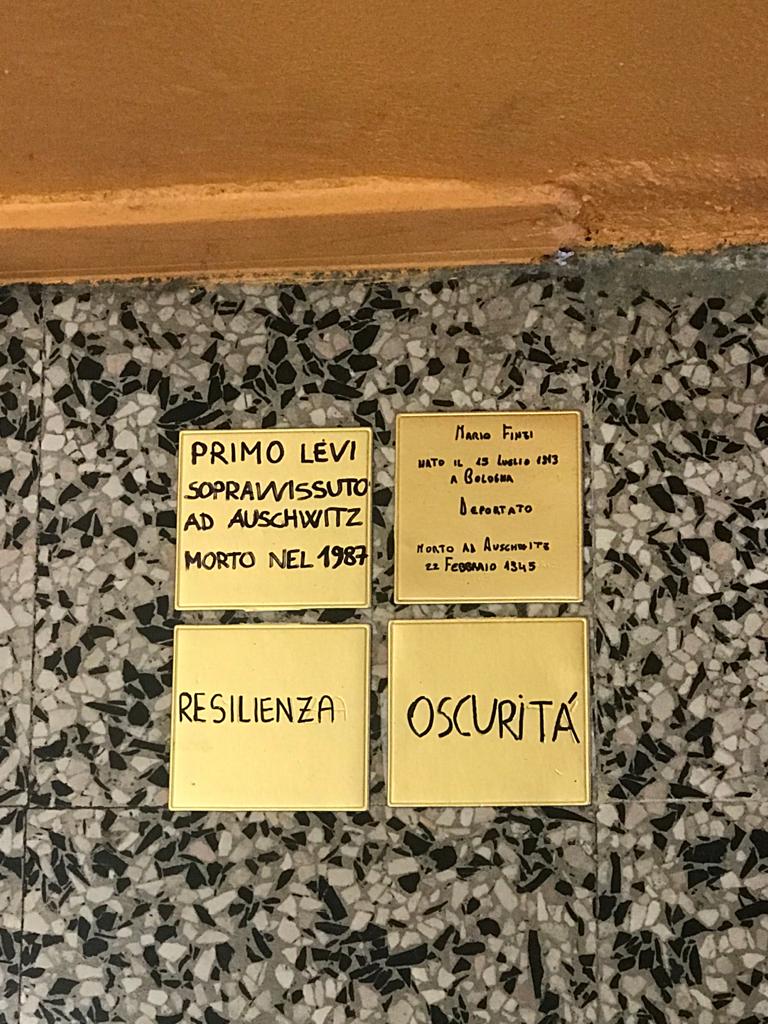 PRIMO LEVI
SOPRAVVISSUTO
AD AUSCHWITZ
MORTO NEL 1987
MARIO FINZI
NATO IL 15 LUGLIO 1913
A BOLOGNA
DEPORTATO
MORTO AD AUSCHWITZ
22 FEBBRAIO 1945
RESILIENZA
OSCURITÁ